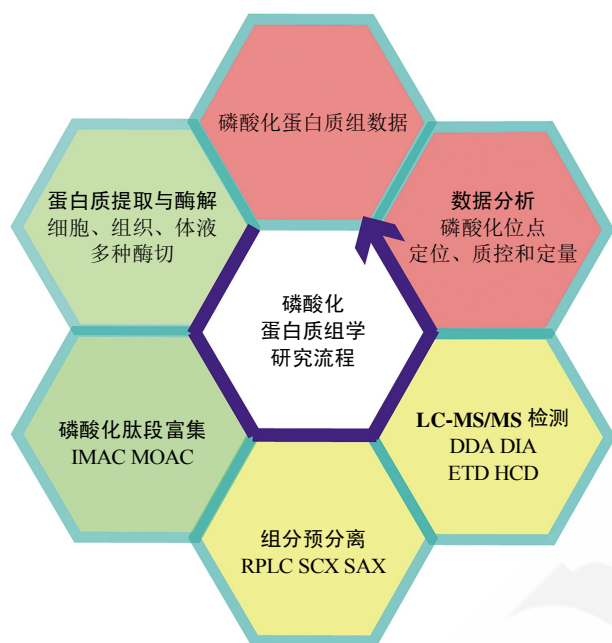 磷酸化蛋白质组数据
蛋白质提取与酶解
细胞、组织、体液
多种酶切
数据分析
磷酸化位点
定位、质控和定量
磷酸化
蛋白质组学
研究流程
磷酸化肽段富集
IMAC MOAC
LC-MS/MS 检测
DDA DIA
ETD HCD
组分预分离
RPLC SCX SAX